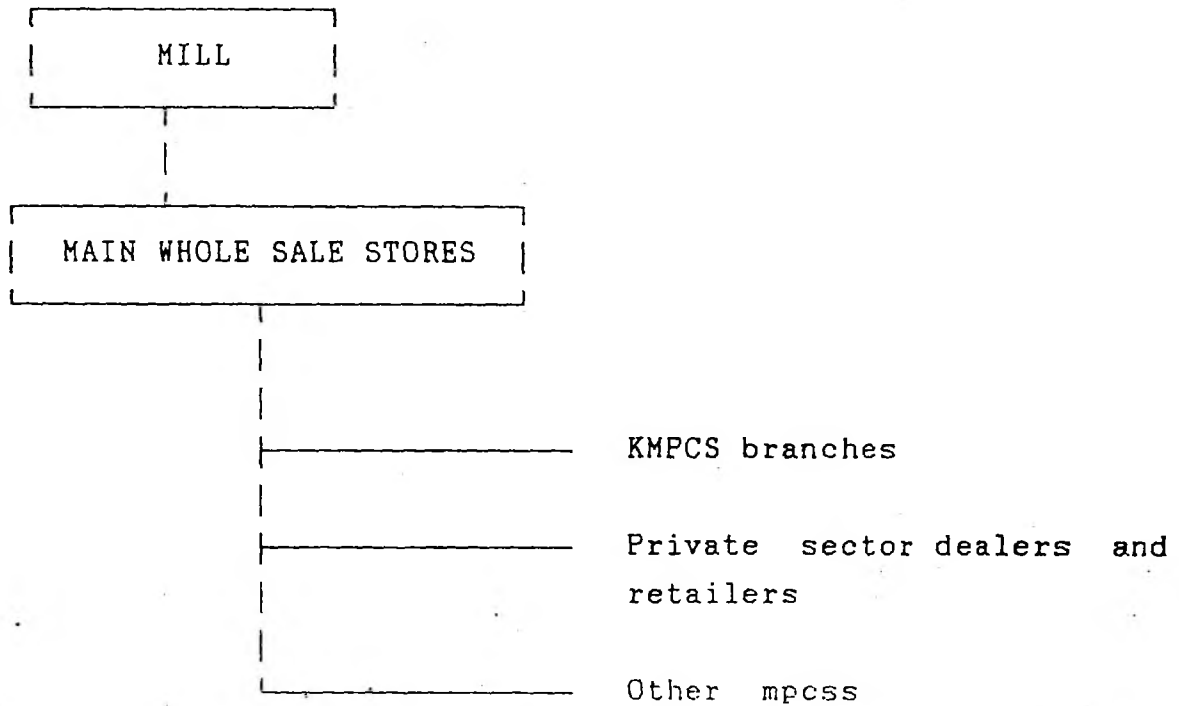 MILL
MAIN WHOLE SALE STORES
KMPCS branches
Private sector dealers and
retailers
Other mpcss